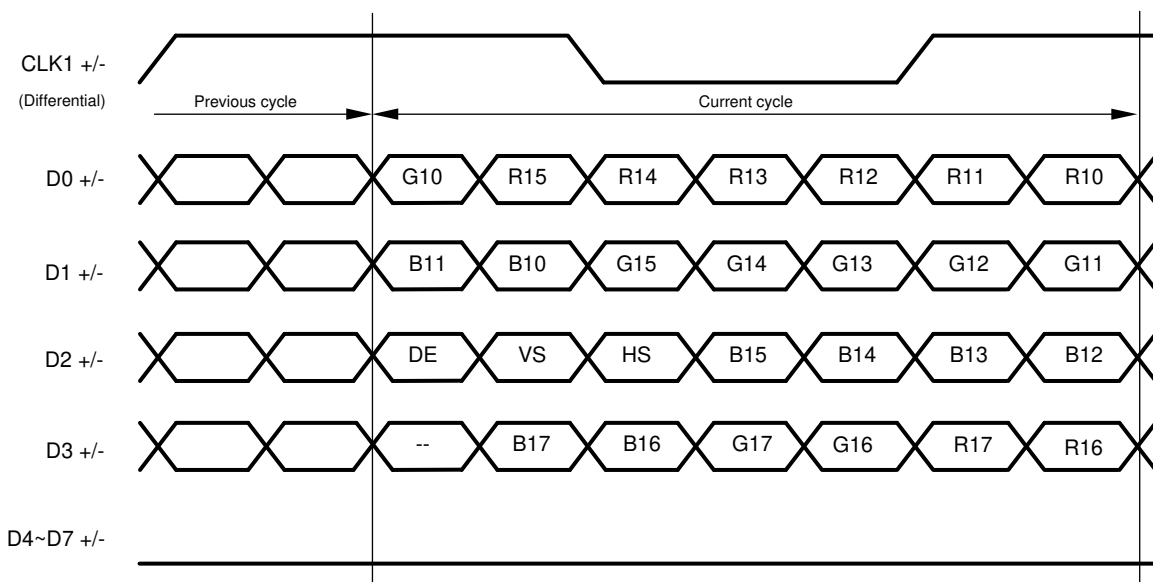 CLK1 +/-
(Differential)
Previous cycle
Current cycle
D0 +/-
G10 R15 R14 R13 R12 R11 R10
D1 +/-
B11 B10 G15 G14 G13 G12 G11
D2 +/-
DE VS HS B15 B14 B13 B12
D3 +/-
-- B17 B16 G17 G16 R17 R16
D4~D7 +/-